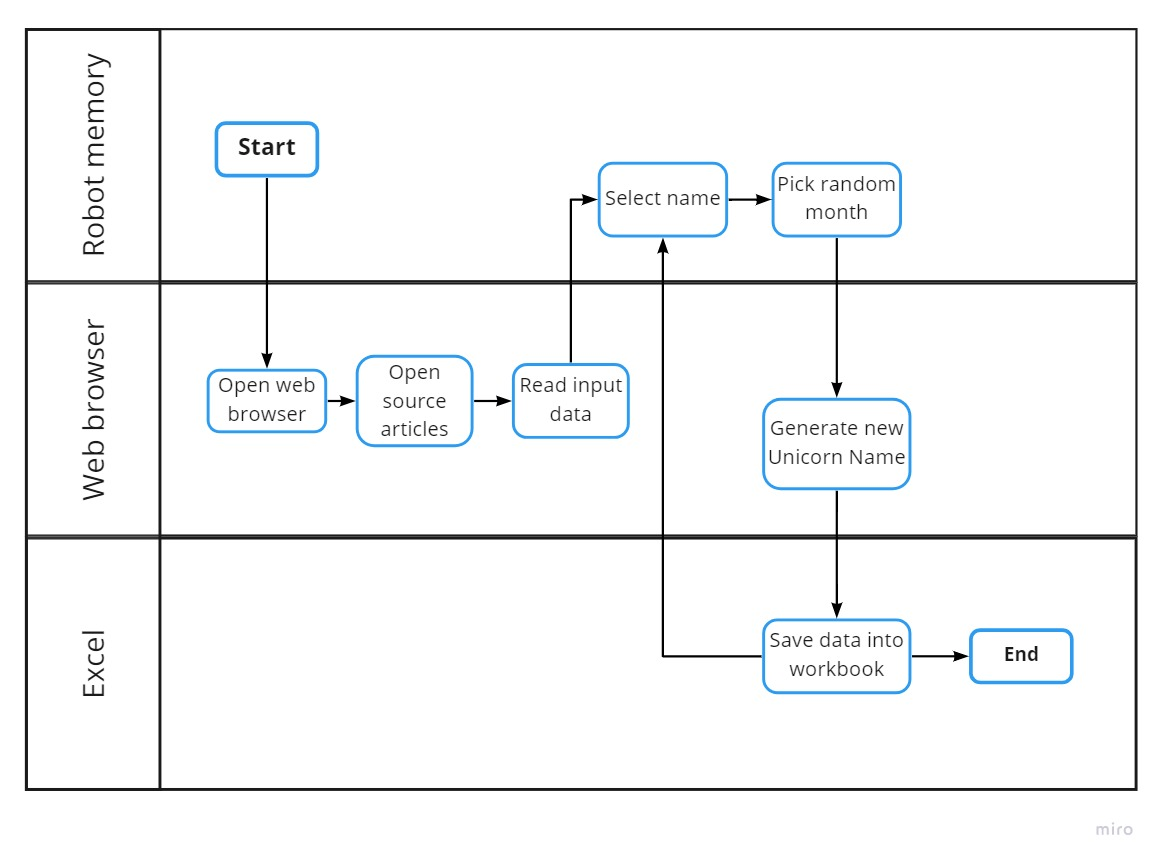 Robot memory
Start
Select name
Pick random
month
Web browser
Open web
browser
Open
source
articles
Read input
data
Generate new
Unicorn Name
Excel
Save data into
workbook
End
miro